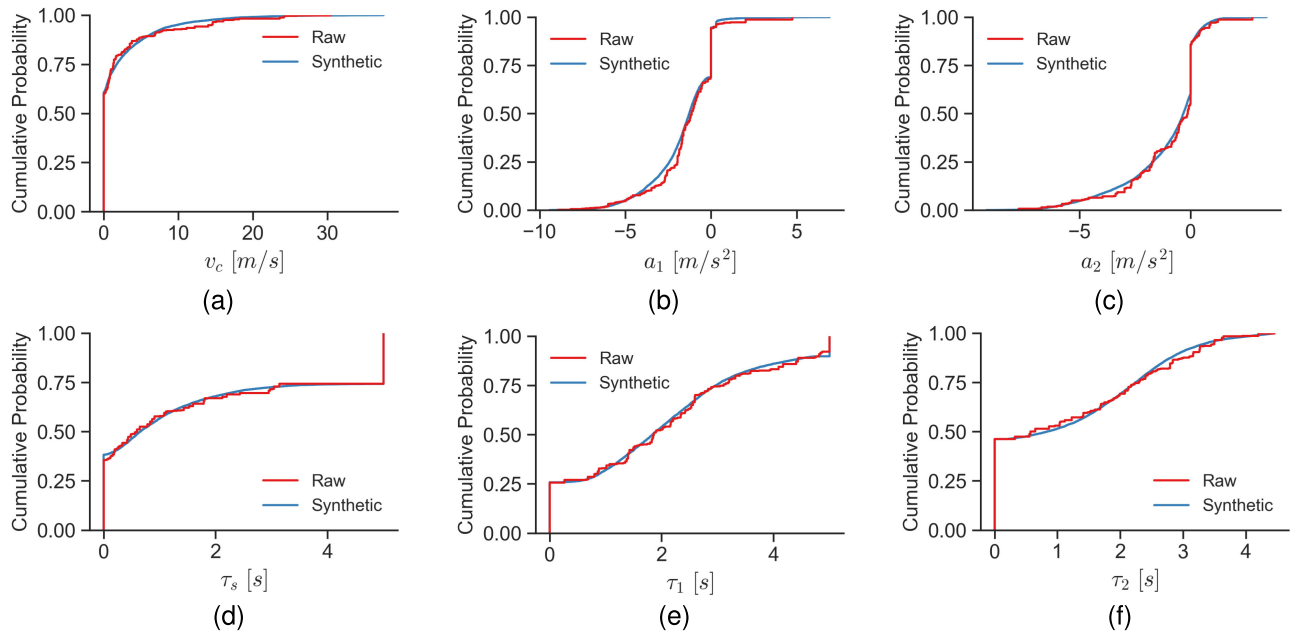 Cumulative Probability
1.00
0.75
0.50
0.25
0.00
Raw
Synthetic
0 10 20 30
v_c [m/s]
(a)
Cumulative Probability
1.00
0.75
0.50
0.25
0.00
Raw
Synthetic
−10 −5 0 5
a_1 [m/s^2]
(b)
Cumulative Probability
1.00
0.75
0.50
0.25
0.00
Raw
Synthetic
−5 0
a_2 [m/s^2]
(c)
Cumulative Probability
1.00
0.75
0.50
0.25
0.00
Raw
Synthetic
0 2 4
τ_s [s]
(d)
Cumulative Probability
1.00
0.75
0.50
0.25
0.00
Raw
Synthetic
0 2 4
τ_1 [s]
(e)
Cumulative Probability
1.00
0.75
0.50
0.25
0.00
Raw
Synthetic
0 1 2 3 4
τ_2 [s]
(f)